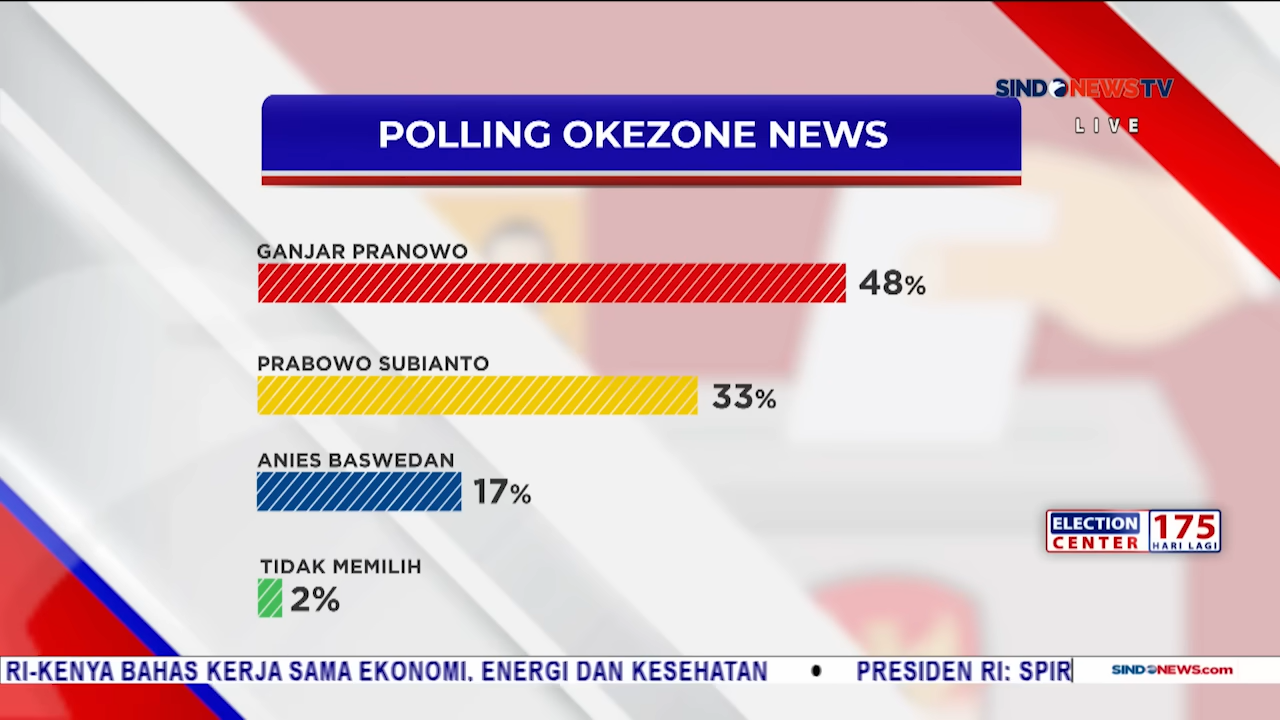 SINDONEWSTV
LIVE
POLLING OKEZONE NEWS
GANJAR PRANOWO
48%
PRABOWO SUBIANTO
33%
ANIES BASWEDAN
17%
TIDAK MEMILIH
2%
ELECTION CENTER
175
HARI LAGI
RI-KENYA BAHAS KERJA SAMA EKONOMI, ENERGI DAN KESEHATAN • PRESIDEN RI: SPIR
SINDONEWS.com